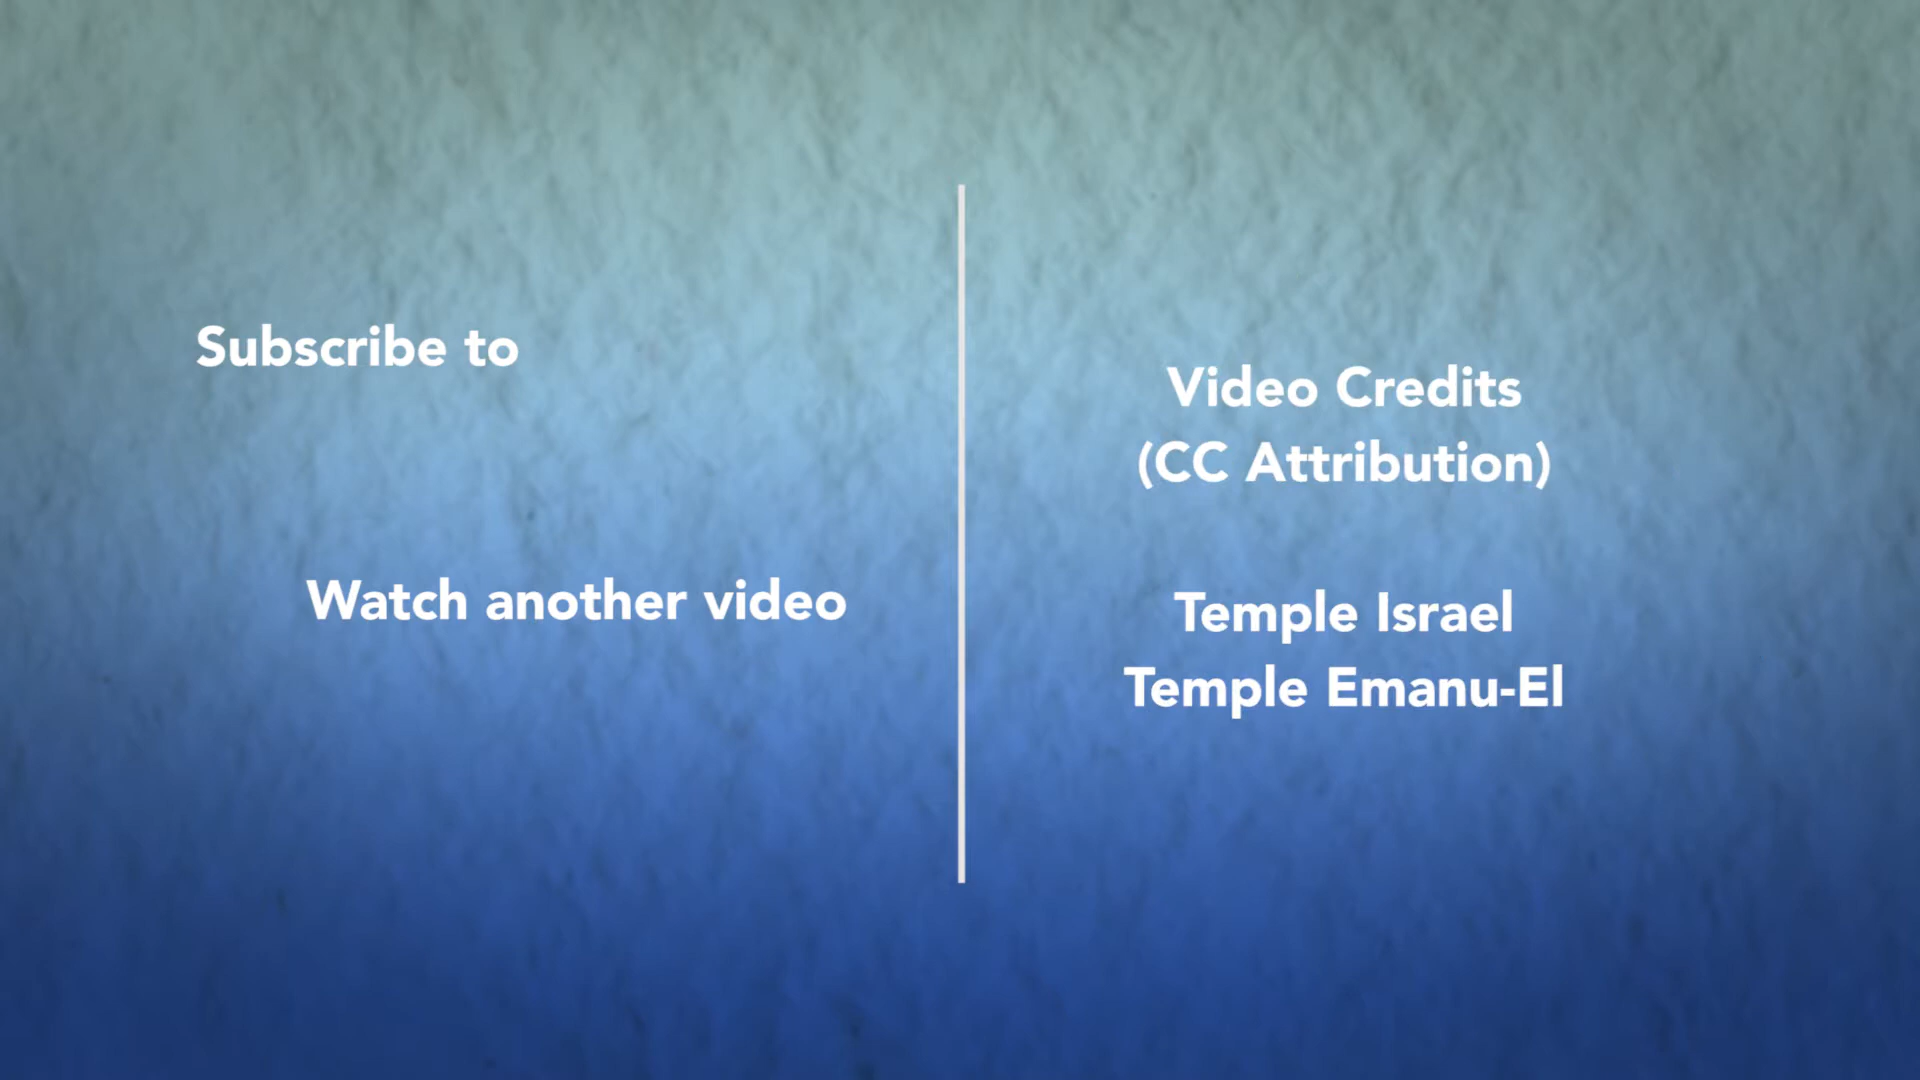 Subscribe to
Watch another video
Video Credits
(CC Attribution)
Temple Israel
Temple Emanu-El